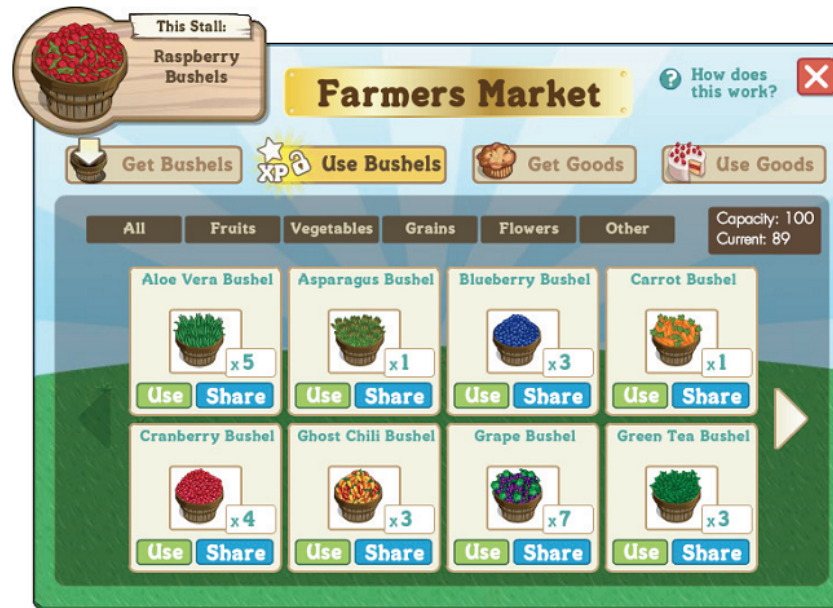 This Stall:
Raspberry
Bushels
Farmers Market
How does
this work?
Get Bushels
XP
Use Bushels
Get Goods
Use Goods
All
Fruits
Vegetables
Grains
Flowers
Other
Capacity: 100
Current: 89
Aloe Vera Bushel
x5
Use
Share
Asparagus Bushel
x1
Use
Share
Blueberry Bushel
x3
Use
Share
Carrot Bushel
x1
Use
Share
Cranberry Bushel
x4
Use
Share
Ghost Chili Bushel
x3
Use
Share
Grape Bushel
x7
Use
Share
Green Tea Bushel
x3
Use
Share